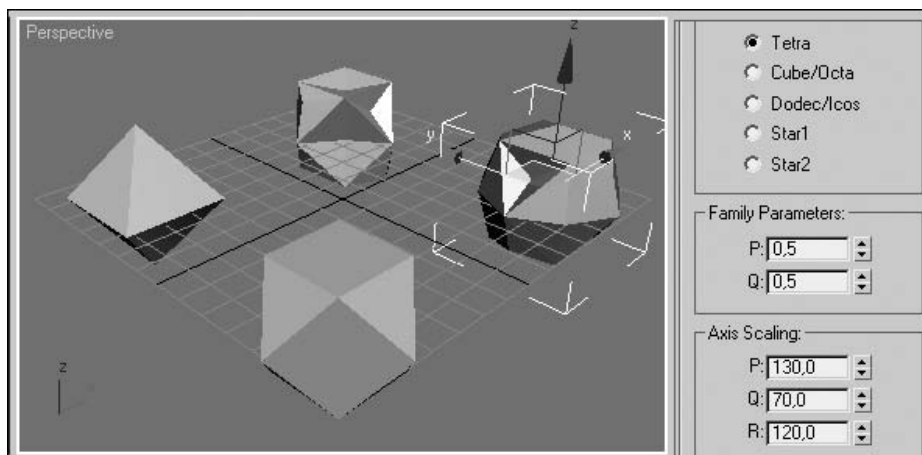 Perspective
z
y
x
z
Tetra
Cube/Octa
Dodec/Icos
Star1
Star2
Family Parameters:
P: 0,5
Q: 0,5
Axis Scaling:
P: 130,0
Q: 70,0
R: 120,0